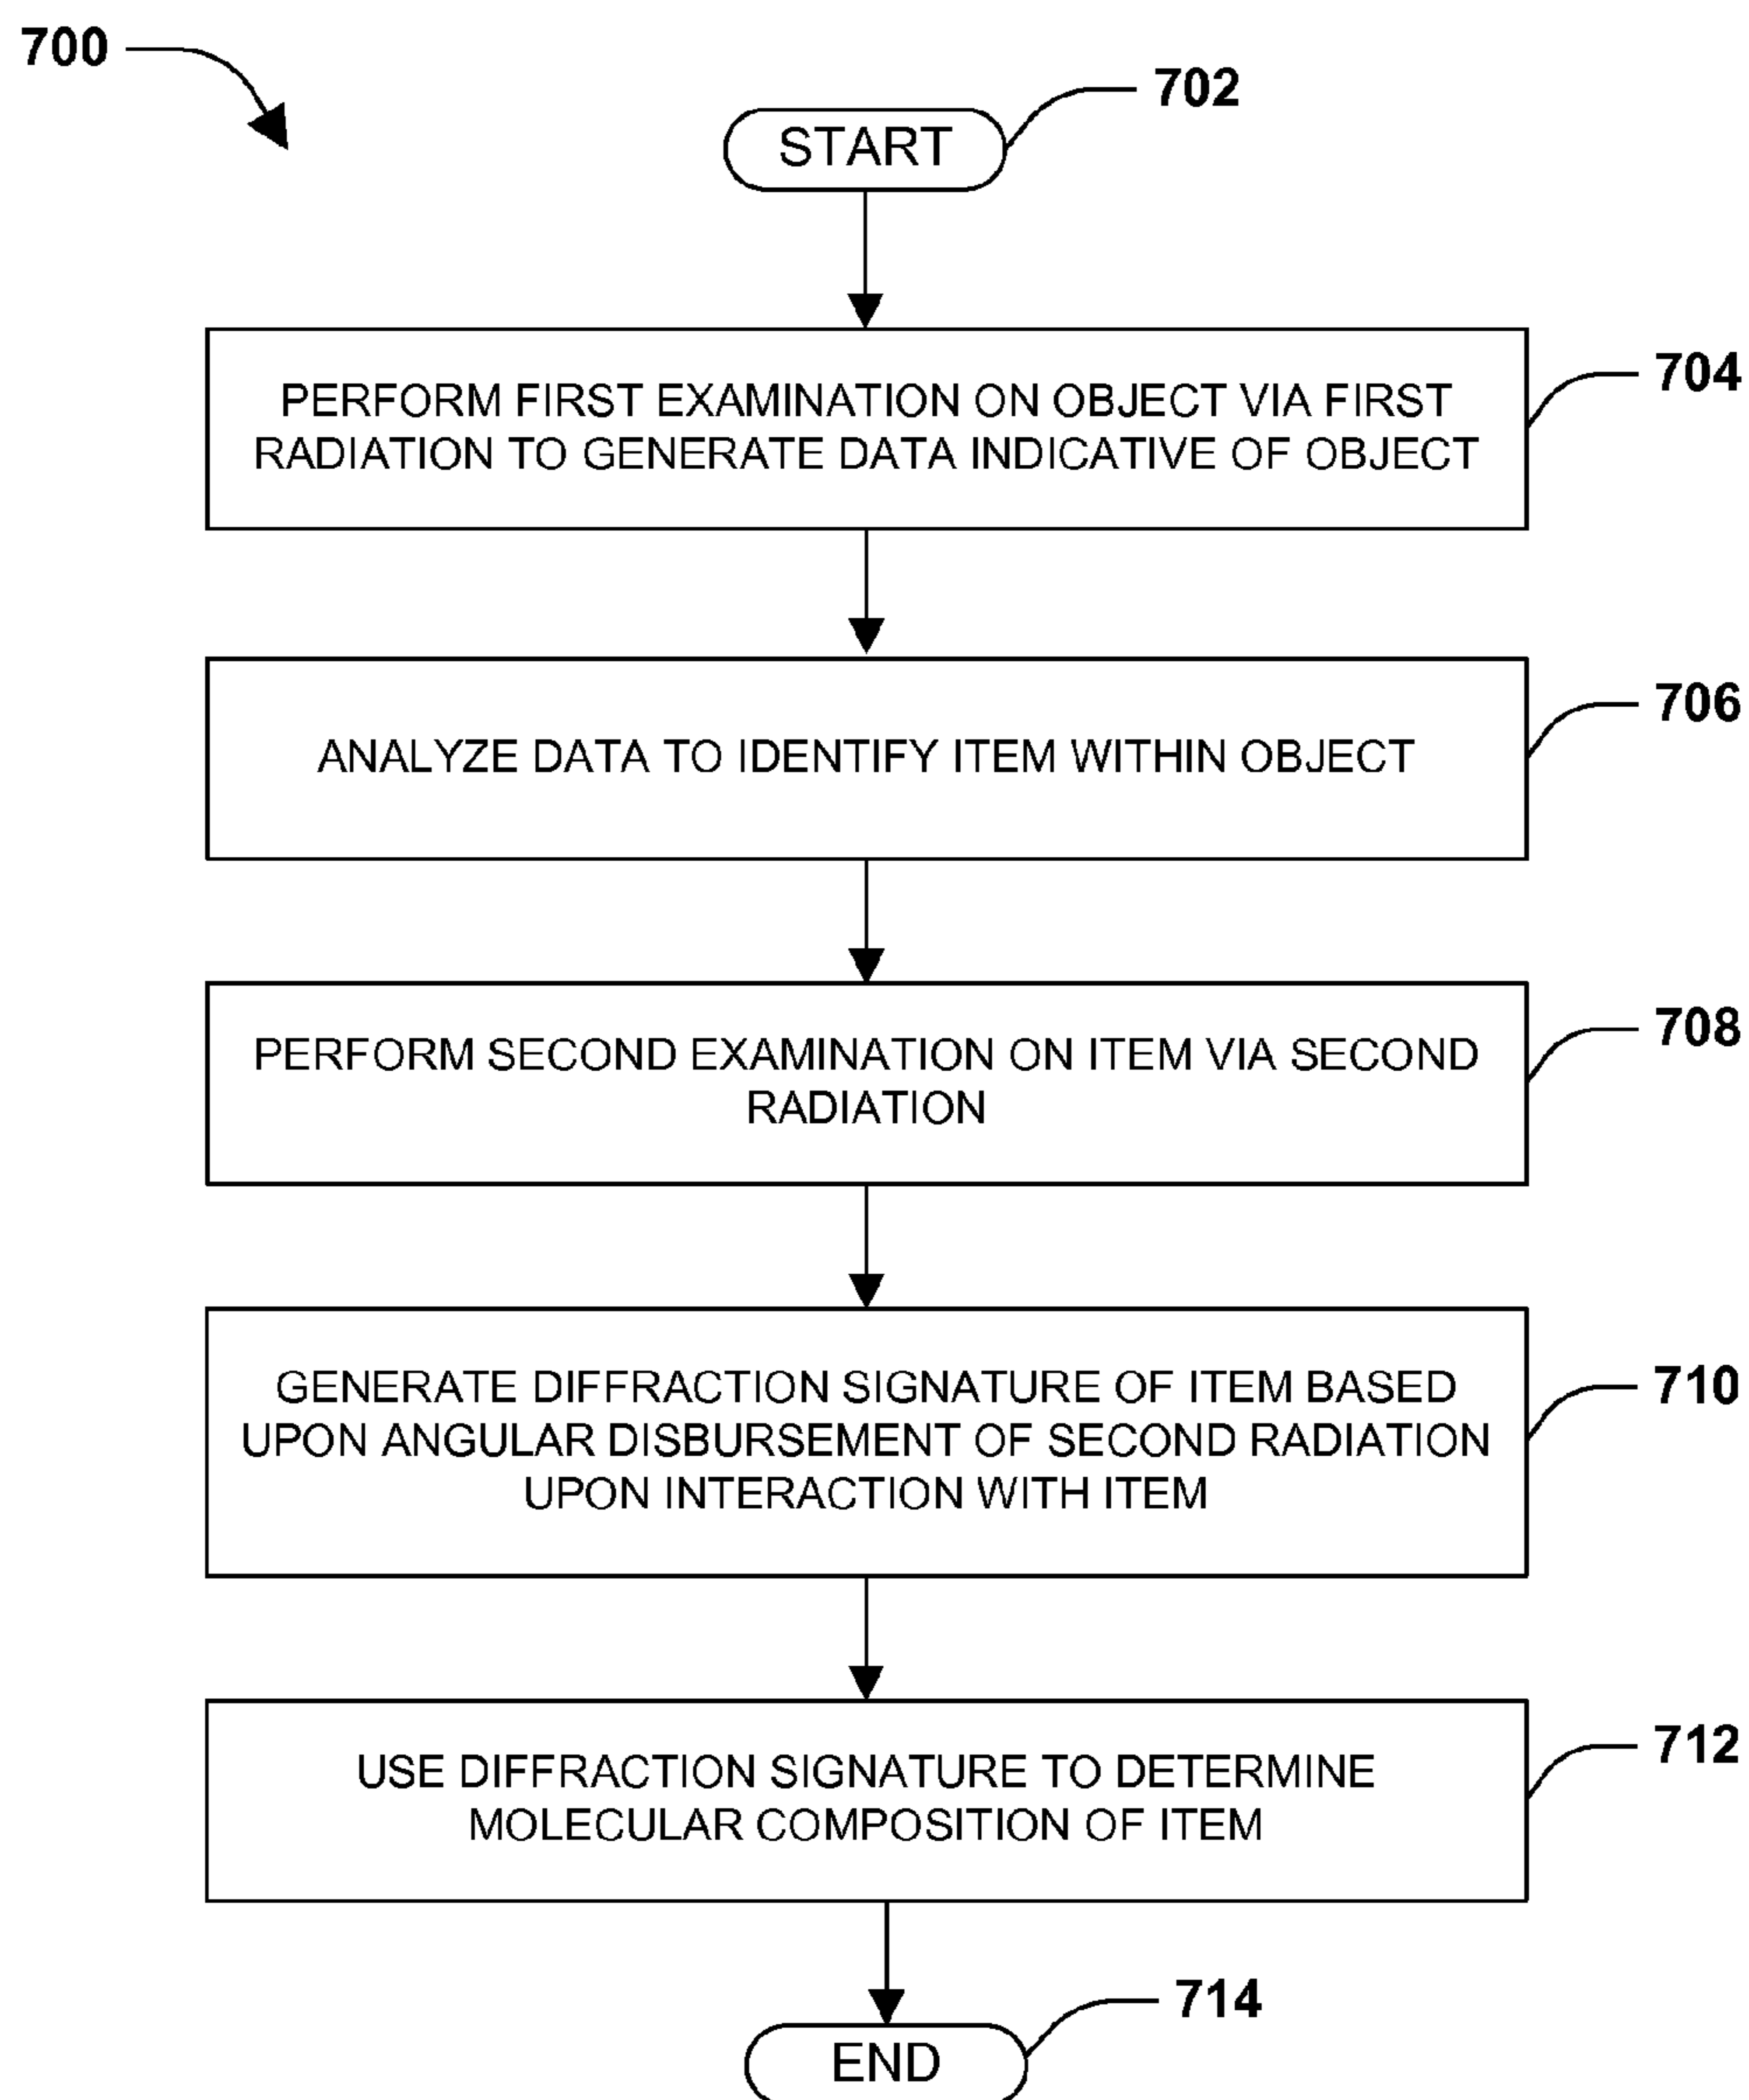 700
702
START
704
PERFORM FIRST EXAMINATION ON OBJECT VIA FIRST
RADIATION TO GENERATE DATA INDICATIVE OF OBJECT
706
ANALYZE DATA TO IDENTIFY ITEM WITHIN OBJECT
708
PERFORM SECOND EXAMINATION ON ITEM VIA SECOND
RADIATION
710
GENERATE DIFFRACTION SIGNATURE OF ITEM BASED
UPON ANGULAR DISBURSEMENT OF SECOND RADIATION
UPON INTERACTION WITH ITEM
712
USE DIFFRACTION SIGNATURE TO DETERMINE
MOLECULAR COMPOSITION OF ITEM
714
END